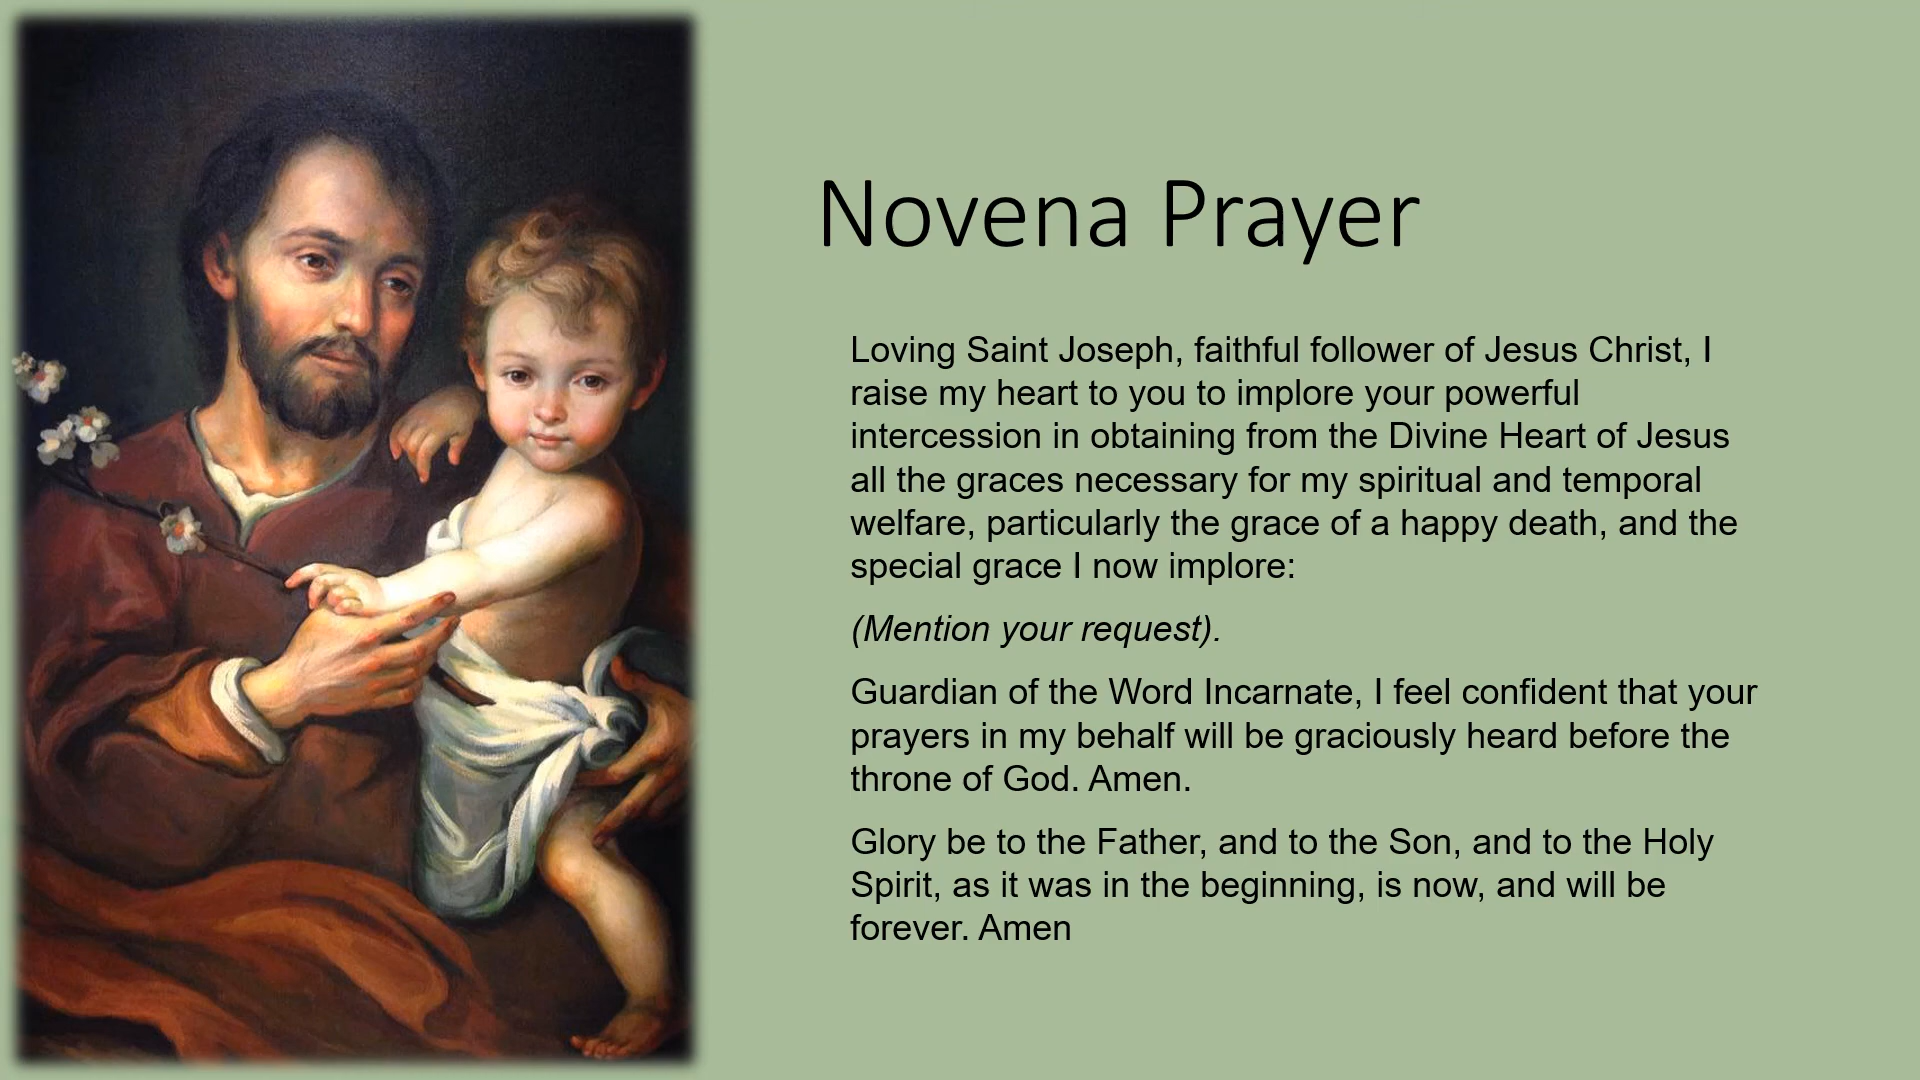 Novena Prayer
Loving Saint Joseph, faithful follower of Jesus Christ, I
raise my heart to you to implore your powerful
intercession in obtaining from the Divine Heart of Jesus
all the graces necessary for my spiritual and temporal
welfare, particularly the grace of a happy death, and the
special grace I now implore:
(Mention your request).
Guardian of the Word Incarnate, I feel confident that your
prayers in my behalf will be graciously heard before the
throne of God. Amen.
Glory be to the Father, and to the Son, and to the Holy
Spirit, as it was in the beginning, is now, and will be
forever. Amen